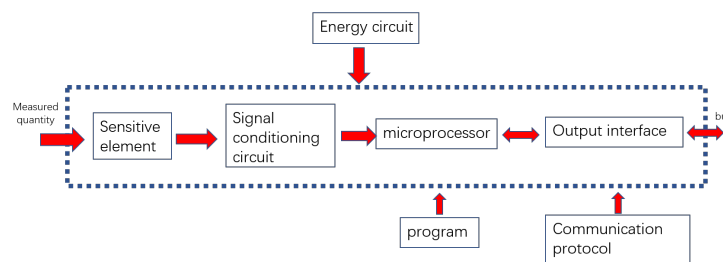 Energy circuit
Measured
quantity
Sensitive
element
Signal
conditioning
circuit
microprocessor
Output interface
program
Communication
protocol